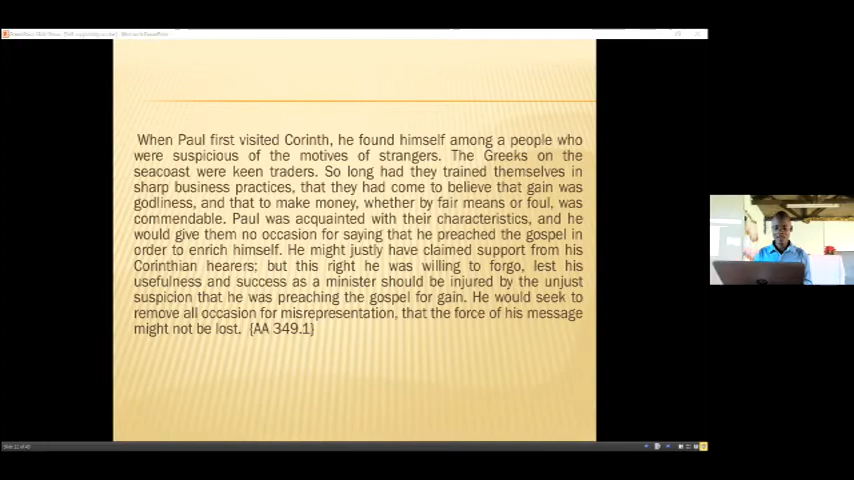 When Paul first visited Corinth, he found himself among a people who
were suspicious of the motives of strangers. The Greeks on the
seacoast were keen traders. So long had they trained themselves in
sharp business practices, that they had come to believe that gain was
godliness, and that to make money, whether by fair means or foul, was
commendable. Paul was acquainted with their characteristics, and he
would give them no occasion for saying that he preached the gospel in
order to enrich himself. He might justly have claimed support from his
Corinthian hearers; but this right he was willing to forgo, lest his
usefulness and success as a minister should be injured by the unjust
suspicion that he was preaching the gospel for gain. He would seek to
remove all occasion for misrepresentation, that the force of his message
might not be lost. {AA 349.1}